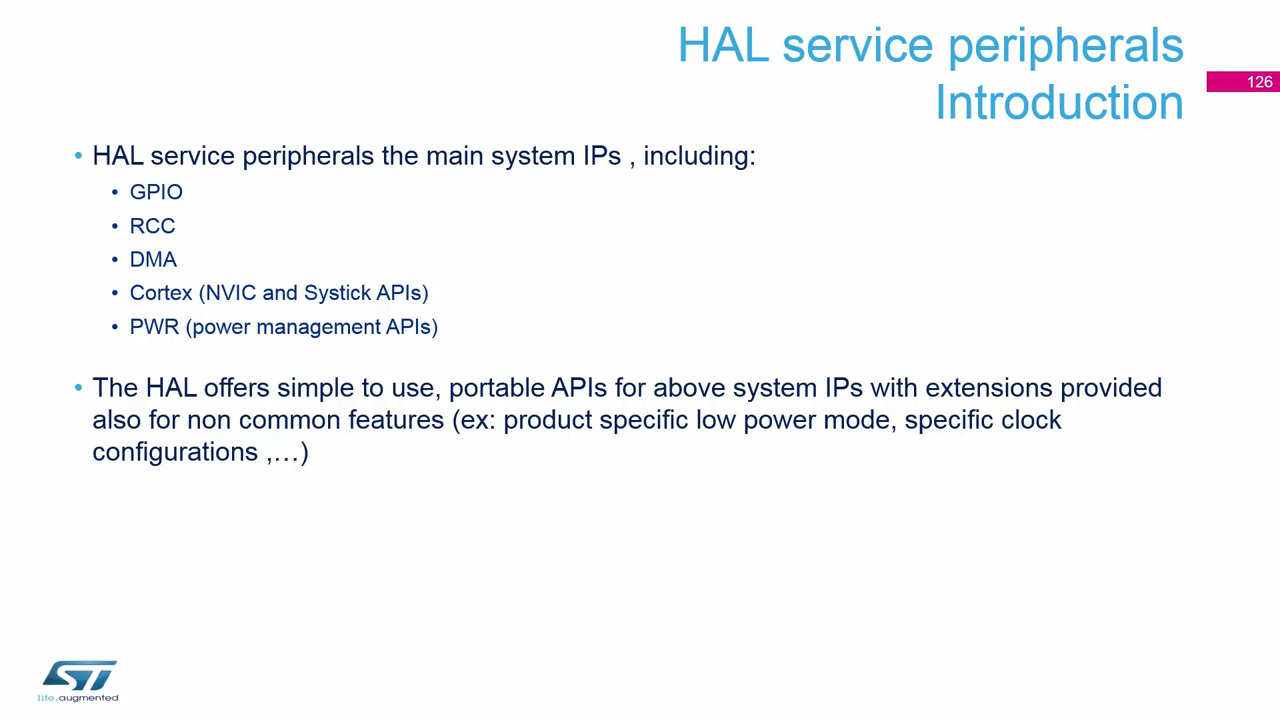 HAL service peripherals
Introduction
126
• HAL service peripherals the main system IPs , including:
• GPIO
• RCC
• DMA
• Cortex (NVIC and Systick APIs)
• PWR (power management APIs)
• The HAL offers simple to use, portable APIs for above system IPs with extensions provided
also for non common features (ex: product specific low power mode, specific clock
configurations ,…)
ST
life.augmented